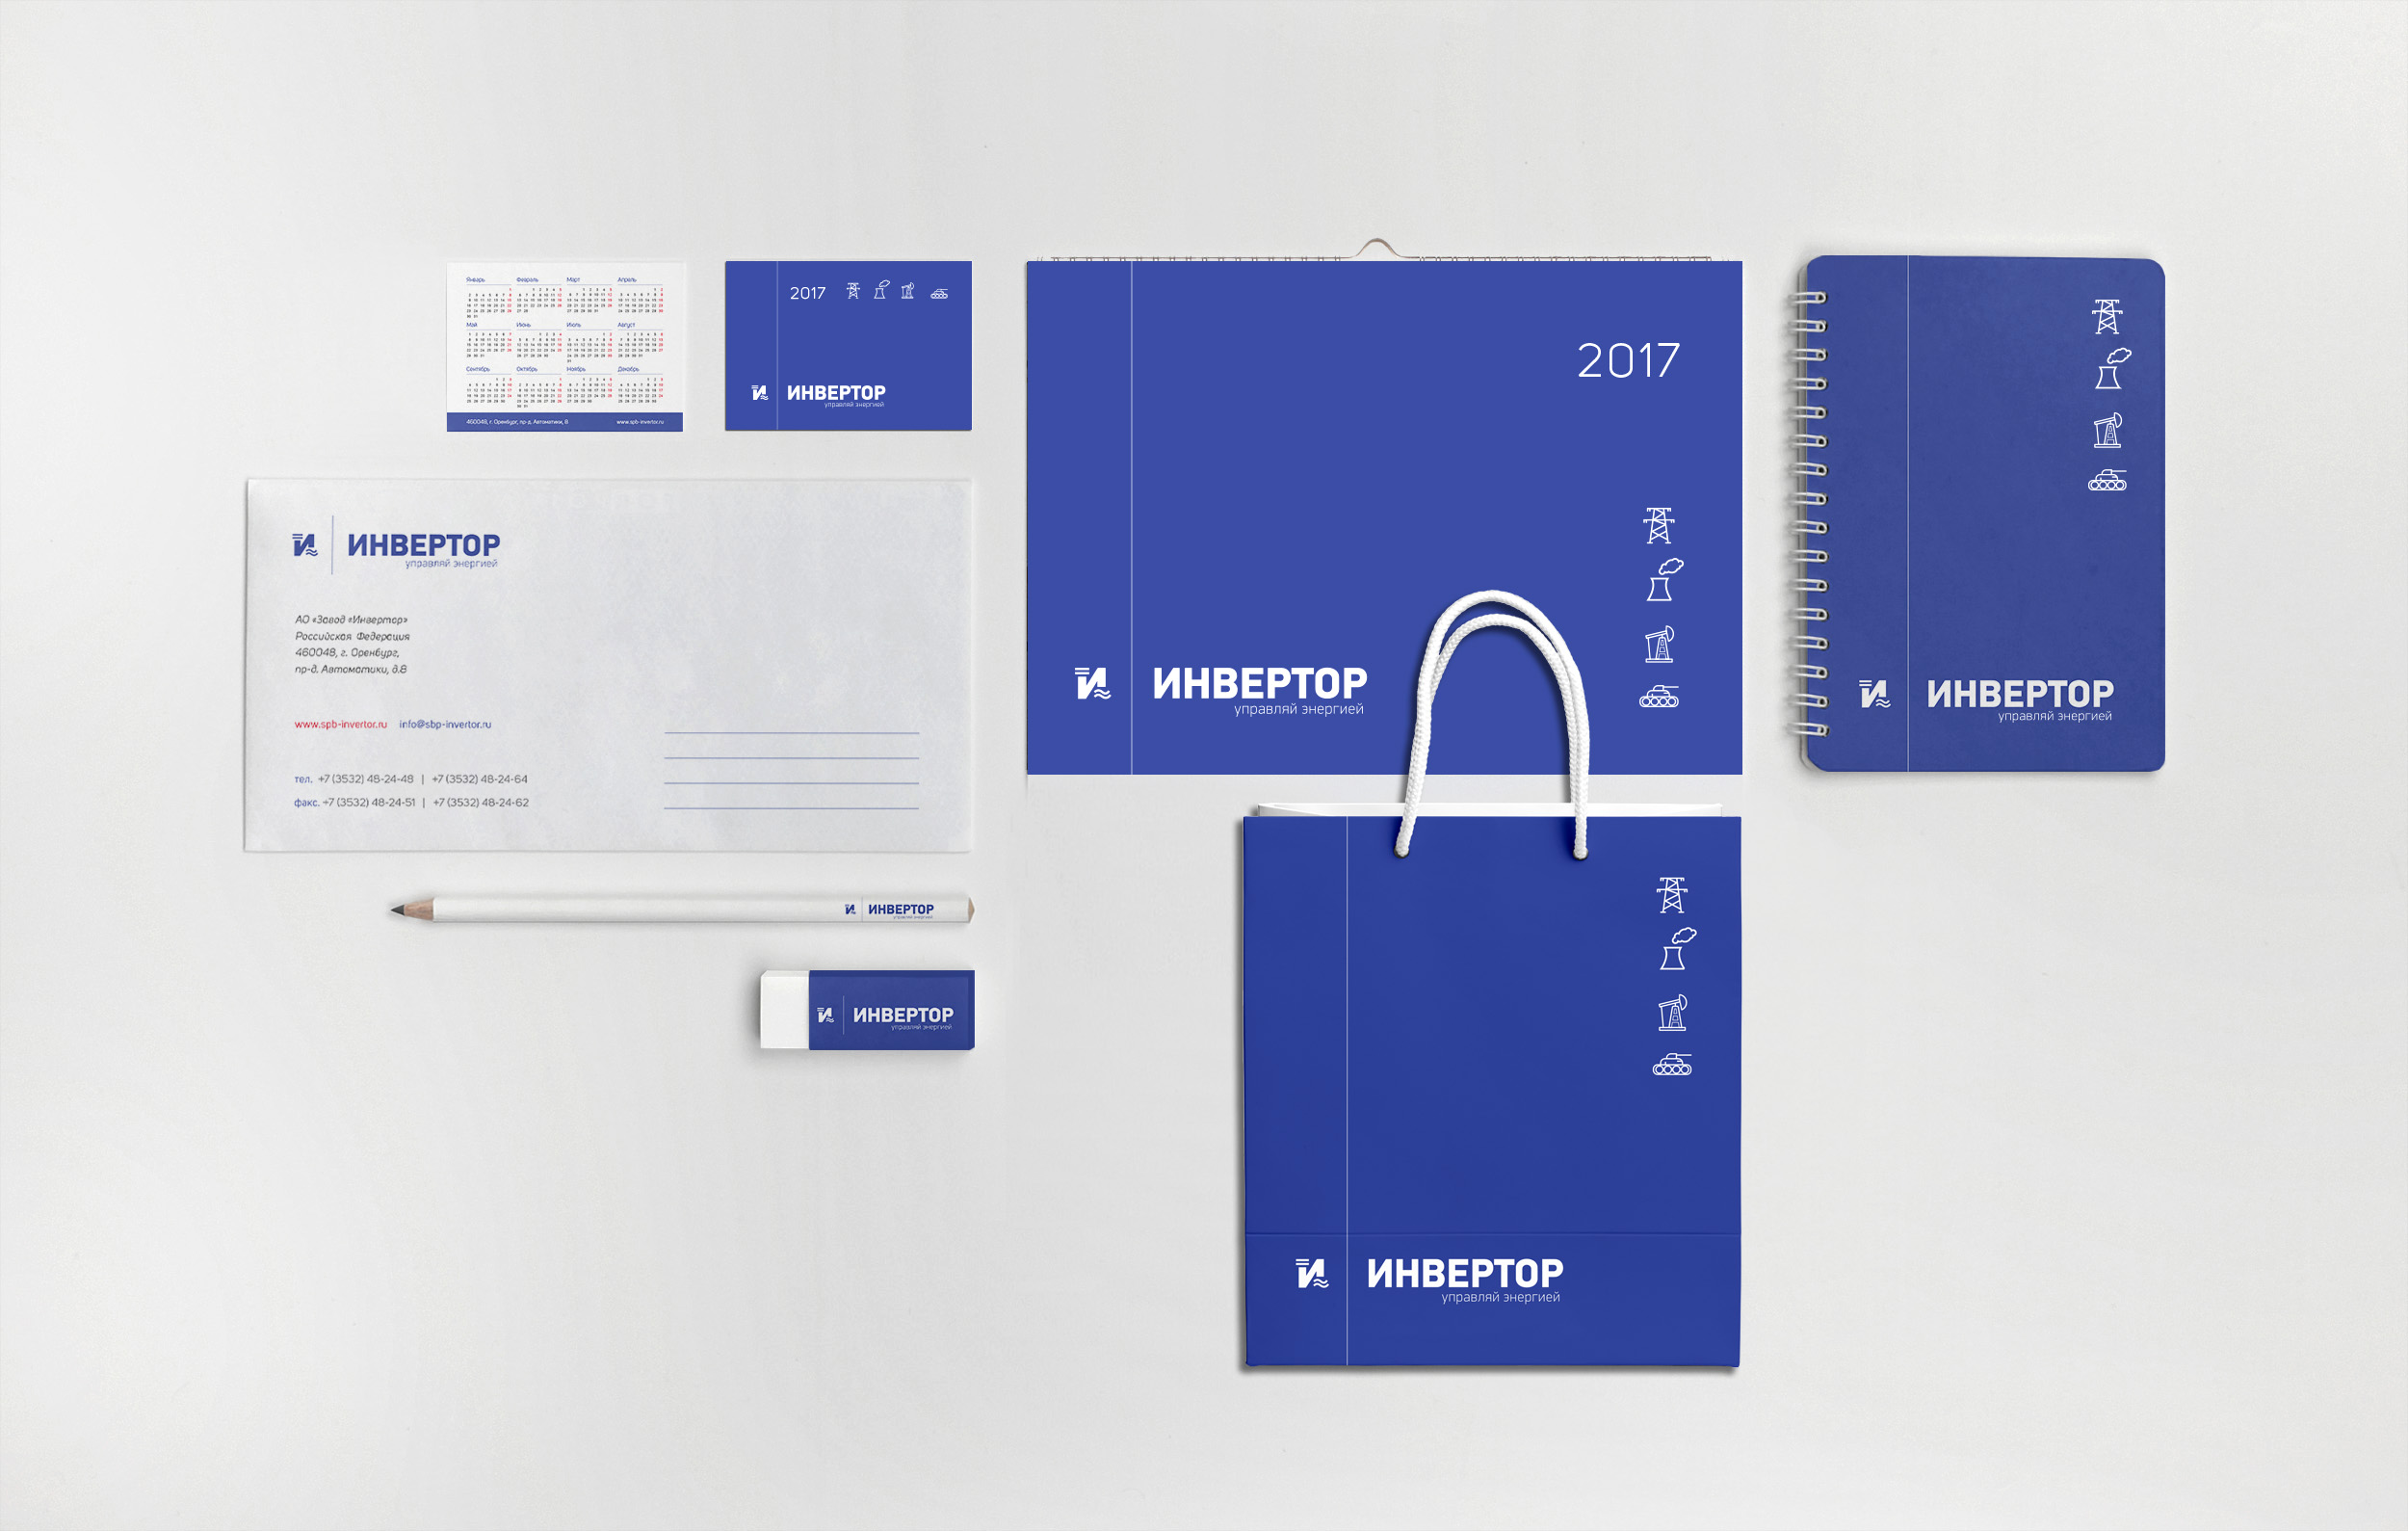 Январь Февраль Март Апрель
Май Июнь Июль Август
Сентябрь Октябрь Ноябрь Декабрь
460048, г. Оренбург, пр-д. Автоматики, 8 www.spb-invertor.ru
2017
И ИНВЕРТОР
управляй энергией
И ИНВЕРТОР
управляй энергией
АО «Завод «Инвертор»
Российская Федерация
460048, г. Оренбург,
пр-д. Автоматики, д.8
www.spb-invertor.ru info@sbp-invertor.ru
тел. +7 (3532) 48-24-48 | +7 (3532) 48-24-64
факс. +7 (3532) 48-24-51 | +7 (3532) 48-24-62
И ИНВЕРТОР
управляй энергией
И ИНВЕРТОР
управляй энергией
2017
И ИНВЕРТОР
управляй энергией
И ИНВЕРТОР
управляй энергией
И ИНВЕРТОР
управляй энергией